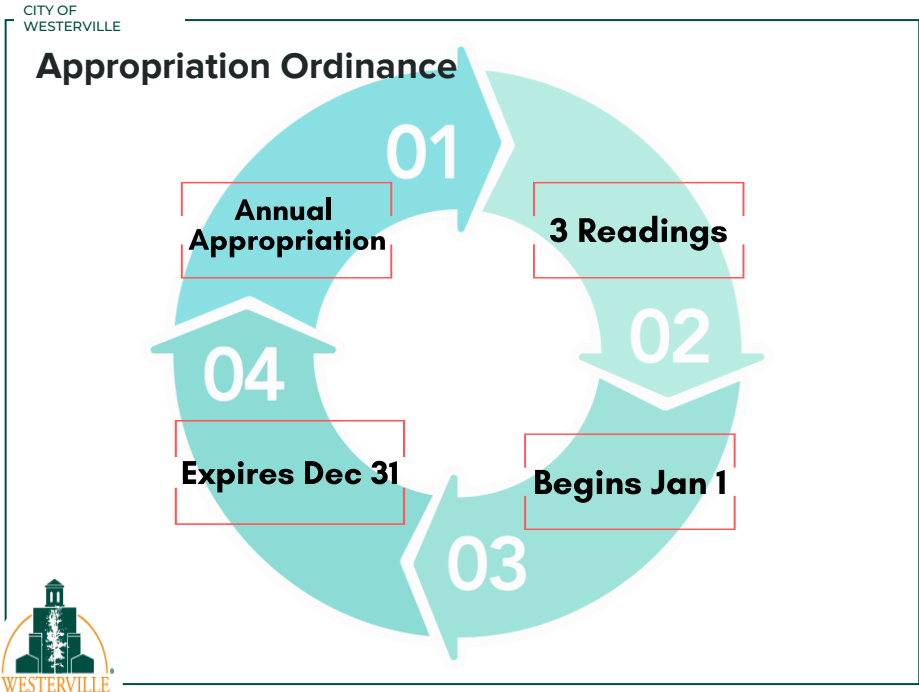 CITY OF
WESTERVILLE
Appropriation Ordinance
01
Annual
Appropriation
3 Readings
02
04
Expires Dec 31
Begins Jan 1
03
WESTERVILLE